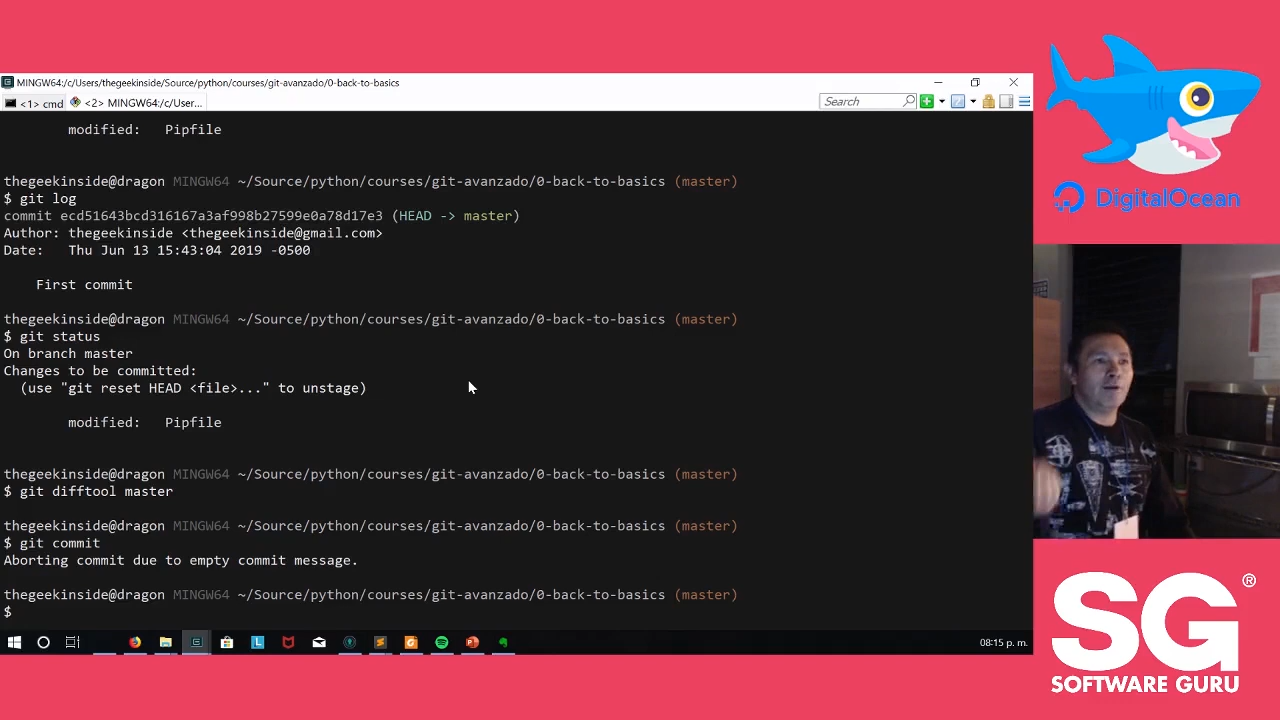 MINGW64:/c/Users/thegeekinside/Source/python/courses/git-avanzado/0-back-to-basics
<1> cmd
<2> MINGW64:/c/User...
Search
modified:   Pipfile
thegeekinside@dragon MINGW64 ~/Source/python/courses/git-avanzado/0-back-to-basics (master)
$ git log
commit ecd51643bcd316167a3af998b27599e0a78d17e3 (HEAD -> master)
Author: thegeekinside <thegeekinside@gmail.com>
Date:   Thu Jun 13 15:43:04 2019 -0500
First commit
thegeekinside@dragon MINGW64 ~/Source/python/courses/git-avanzado/0-back-to-basics (master)
$ git status
On branch master
Changes to be committed:
(use "git reset HEAD <file>..." to unstage)
modified:   Pipfile
thegeekinside@dragon MINGW64 ~/Source/python/courses/git-avanzado/0-back-to-basics (master)
$ git difftool master
thegeekinside@dragon MINGW64 ~/Source/python/courses/git-avanzado/0-back-to-basics (master)
$ git commit
Aborting commit due to empty commit message.
thegeekinside@dragon MINGW64 ~/Source/python/courses/git-avanzado/0-back-to-basics (master)
$
08:15 p. m.
DigitalOcean
SG®
SOFTWARE GURU